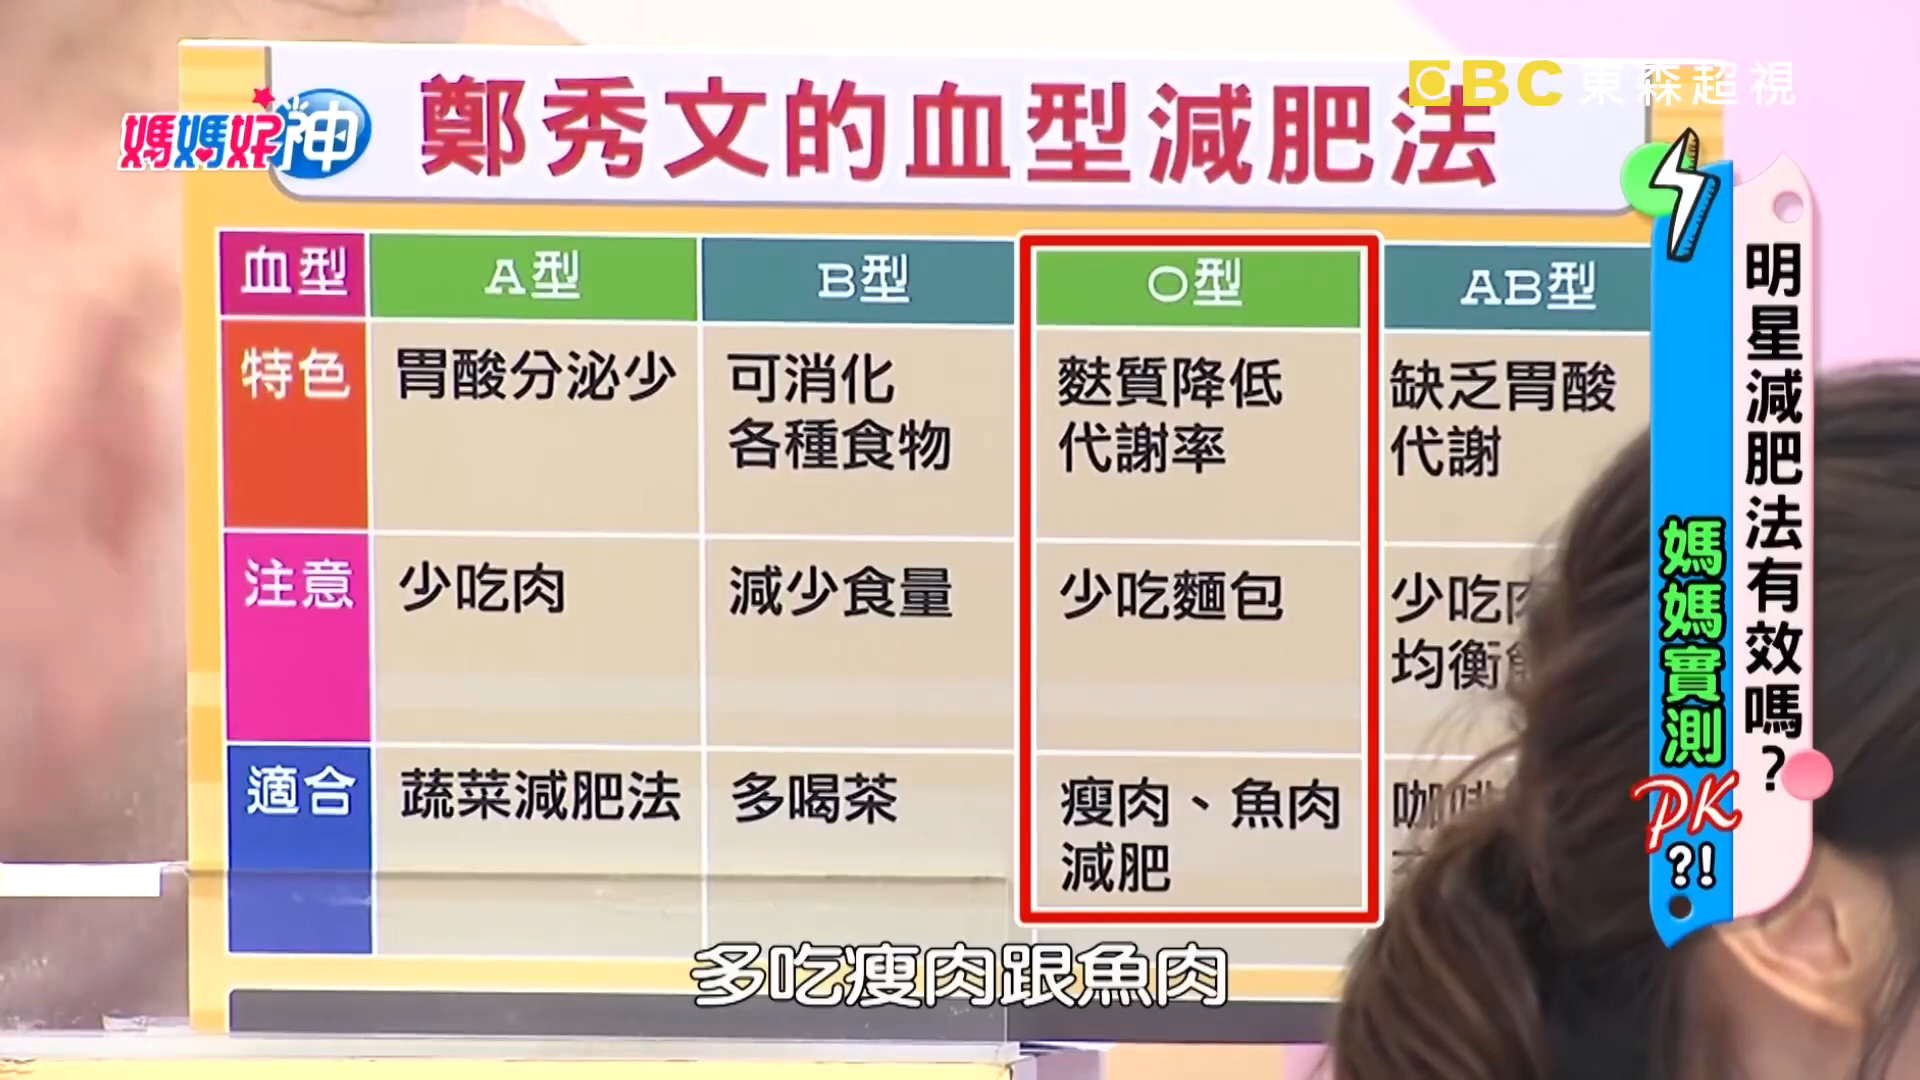 EBC 東森超視
媽媽好神
鄭秀文的血型減肥法
血型 A型 B型 O型 AB型
特色 胃酸分泌少 可消化 麩質降低 缺乏胃酸
各種食物 代謝率 代謝
注意 少吃肉 減少食量 少吃麵包 少吃
均衡
適合 蔬菜減肥法 多喝茶 瘦肉、魚肉
減肥
明星減肥法有效嗎?
媽媽實測
PK
?!
多吃瘦肉跟魚肉